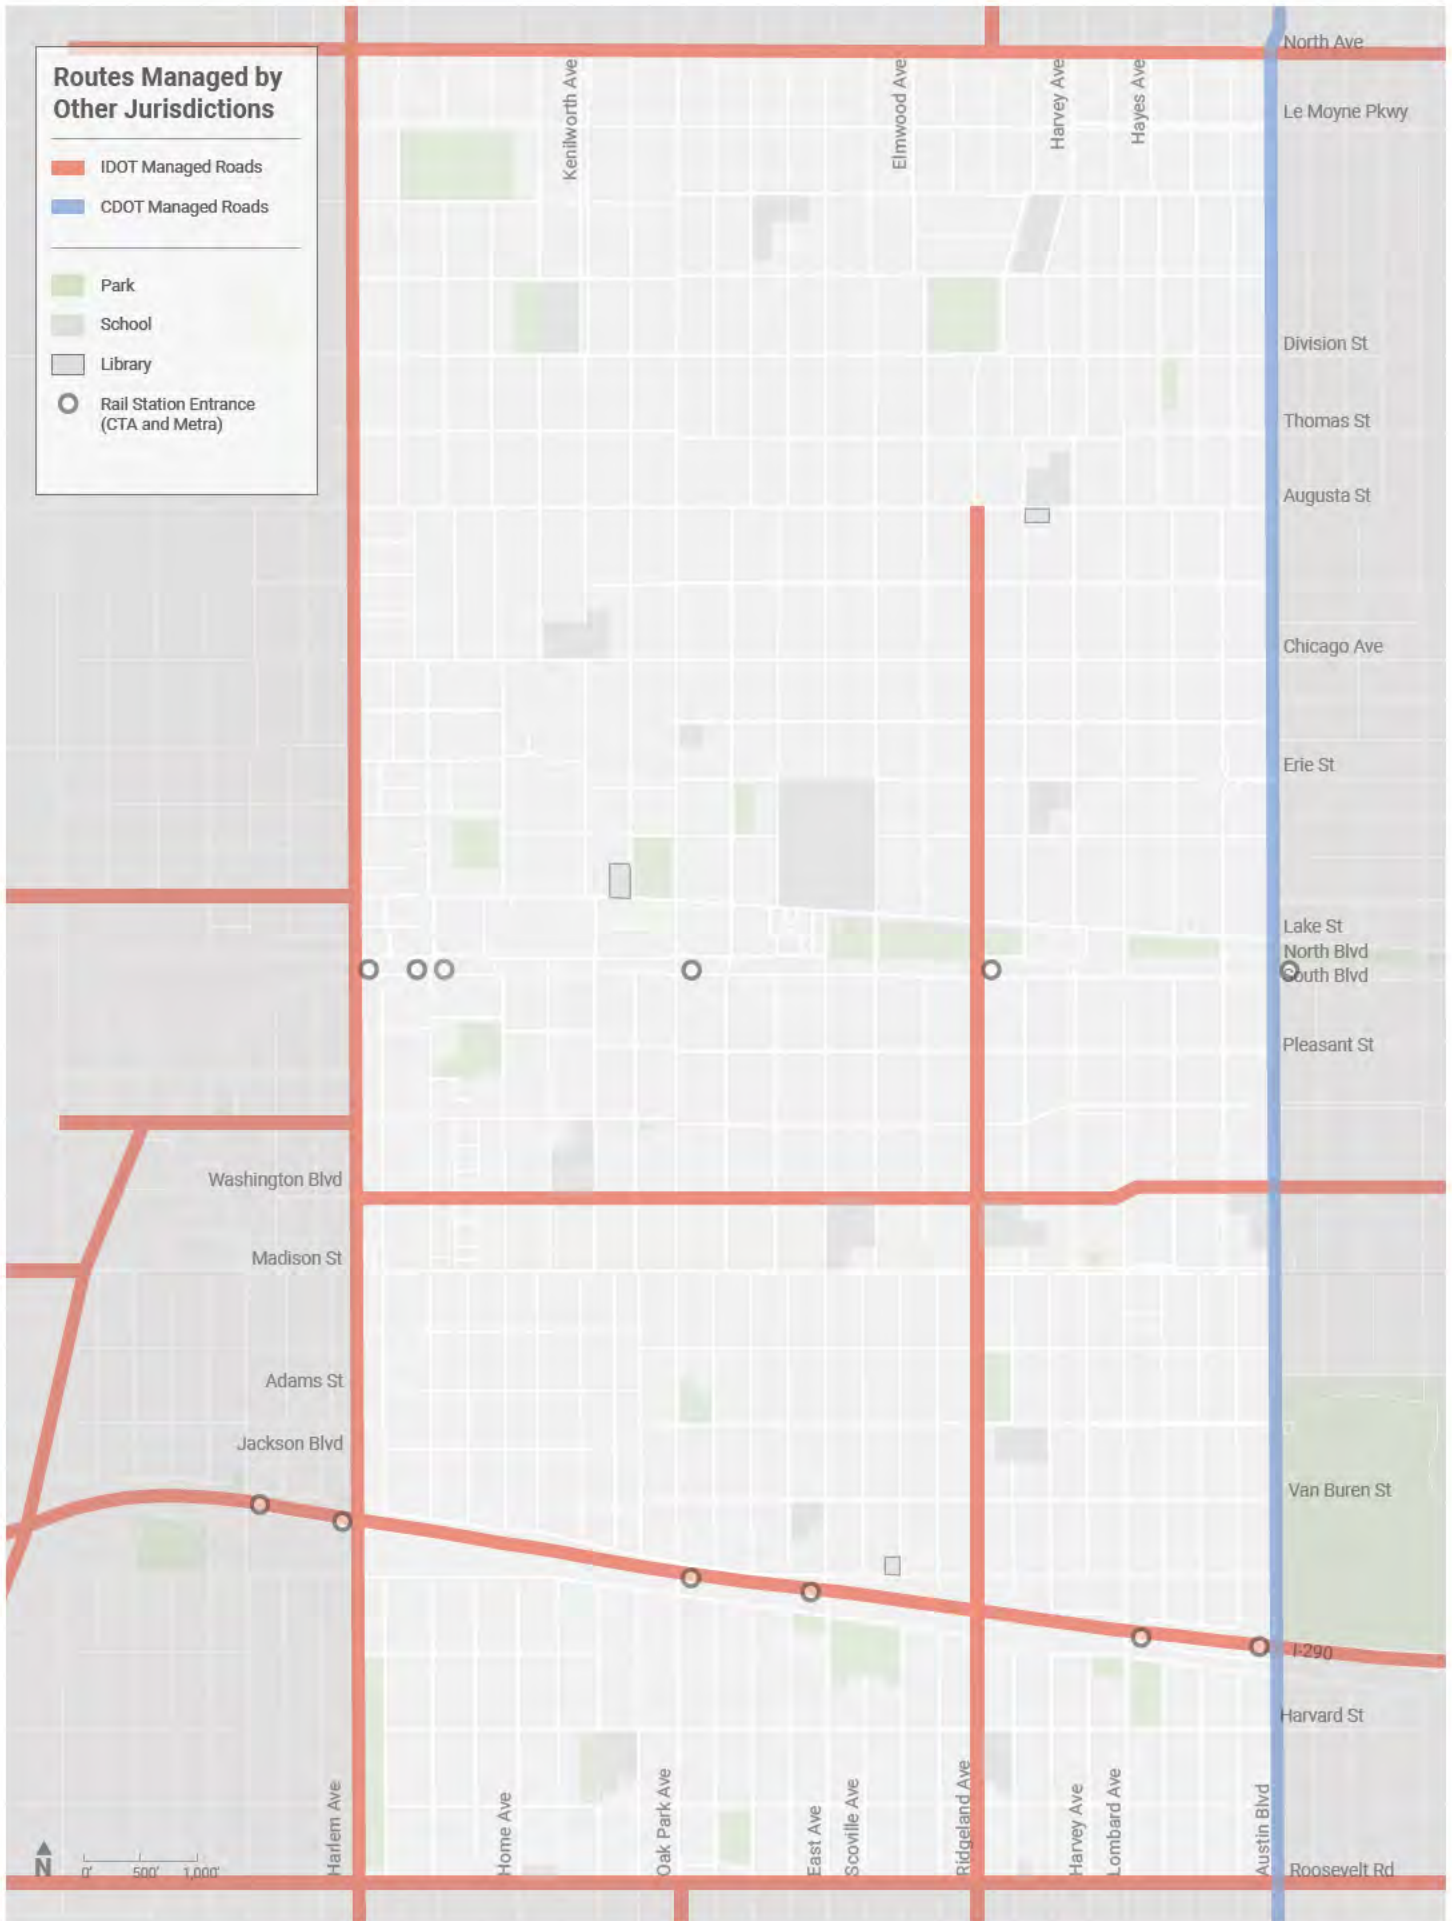 Routes Managed by
Other Jurisdictions
IDOT Managed Roads
CDOT Managed Roads
Park
School
Library
Rail Station Entrance
(CTA and Metra)
Kenilworth Ave
Elmwood Ave
Harvey Ave
Hayes Ave
North Ave
Le Moyne Pkwy
Division St
Thomas St
Augusta St
Chicago Ave
Erie St
Lake St
North Blvd
South Blvd
Pleasant St
Washington Blvd
Madison St
Adams St
Jackson Blvd
Van Buren St
I-290
Harvard St
Harlem Ave
Home Ave
Oak Park Ave
East Ave
Scoville Ave
Ridgeland Ave
Harvey Ave
Lombard Ave
Austin Blvd
Roosevelt Rd
N
0' 500' 1,000'